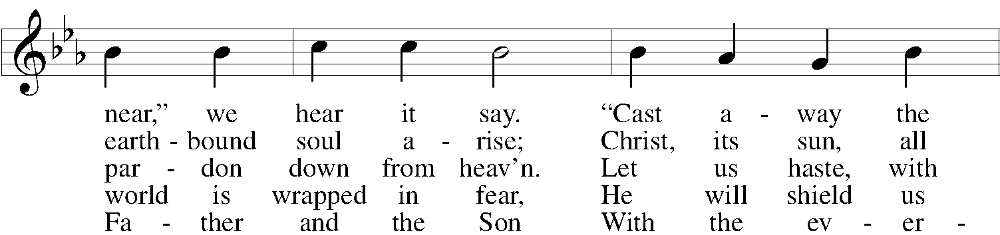 near,” we hear it say. “Cast a - way the
earth - bound soul a - rise; Christ, its sun, all
par - don down from heav’n. Let us haste, with
world is wrapped in fear, He will shield us
Fa - ther and the Son With the ev - er -